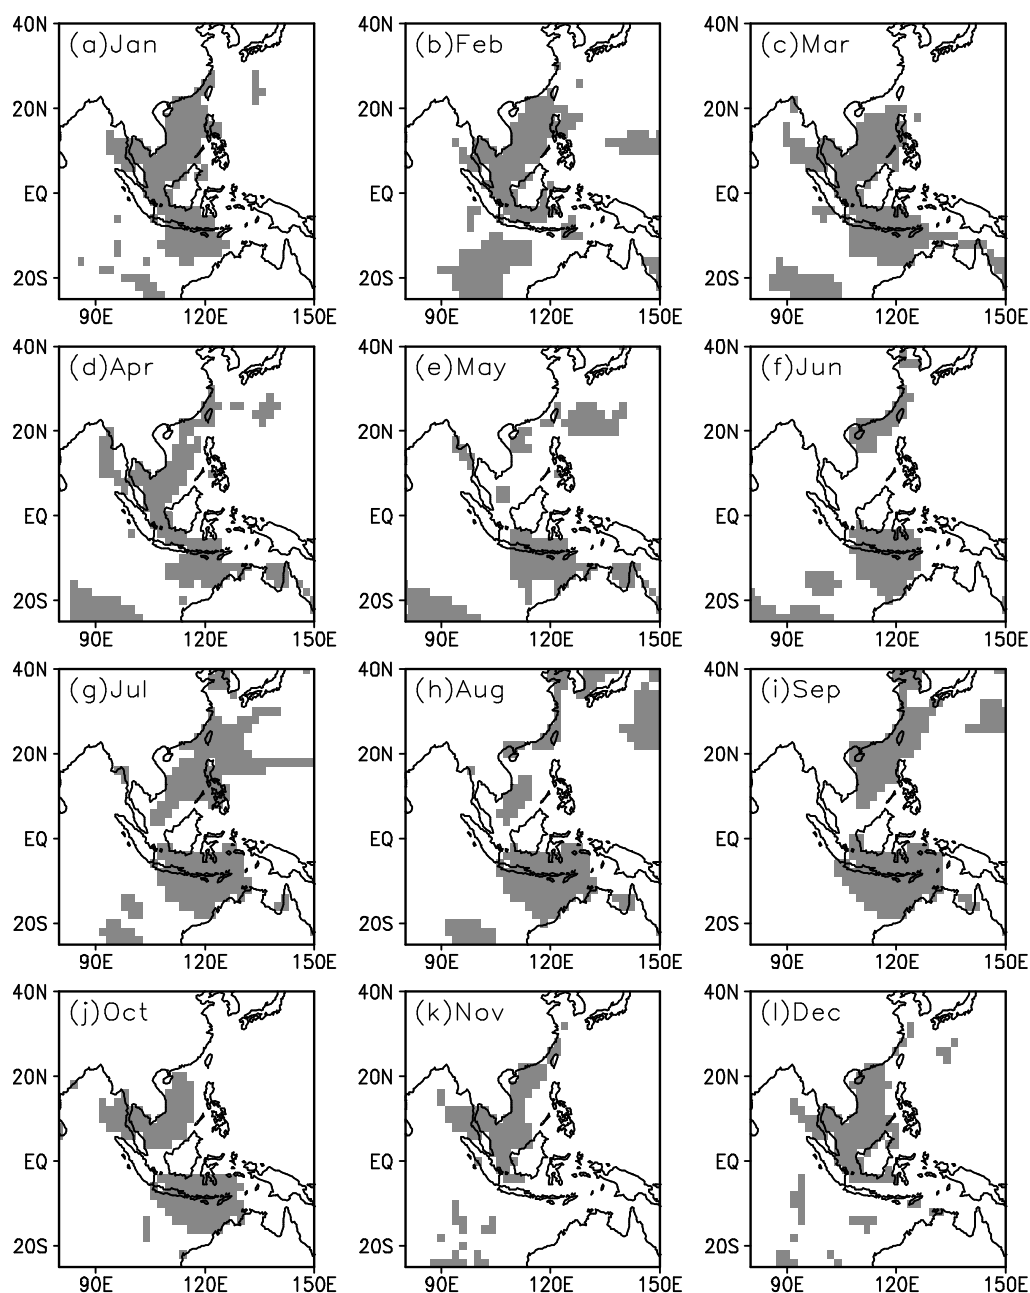 40N 40N 40N
(a)Jan (b)Feb (c)Mar
20N 20N 20N
EQ EQ EQ
20S 20S 20S
90E 120E 150E 90E 120E 150E 90E 120E 150E
40N 40N 40N
(d)Apr (e)May (f)Jun
20N 20N 20N
EQ EQ EQ
20S 20S 20S
90E 120E 150E 90E 120E 150E 90E 120E 150E
40N 40N 40N
(g)Jul (h)Aug (i)Sep
20N 20N 20N
EQ EQ EQ
20S 20S 20S
90E 120E 150E 90E 120E 150E 90E 120E 150E
40N 40N 40N
(j)Oct (k)Nov (l)Dec
20N 20N 20N
EQ EQ EQ
20S 20S 20S
90E 120E 150E 90E 120E 150E 90E 120E 150E